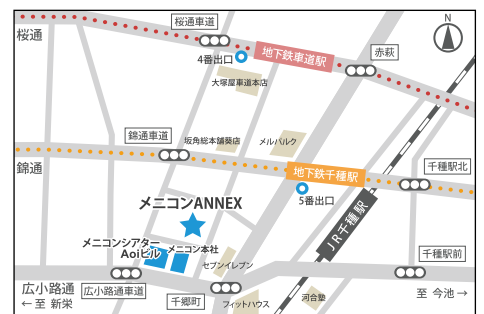 桜通
桜通車道
N
4番出口
地下鉄車道駅
赤萩
大塚屋車道本店
錦通車道
坂角総本舗葵店
メルパルク
錦通
地下鉄千種駅
千種駅北
5番出口
メニコンANNEX
JR千種駅
メニコンシアター
Aoiビル
メニコン本社
セブンイレブン
千種駅前
広小路通
広小路通車道
←至 新栄
千郷町
フィットハウス
河合塾
至 今池→